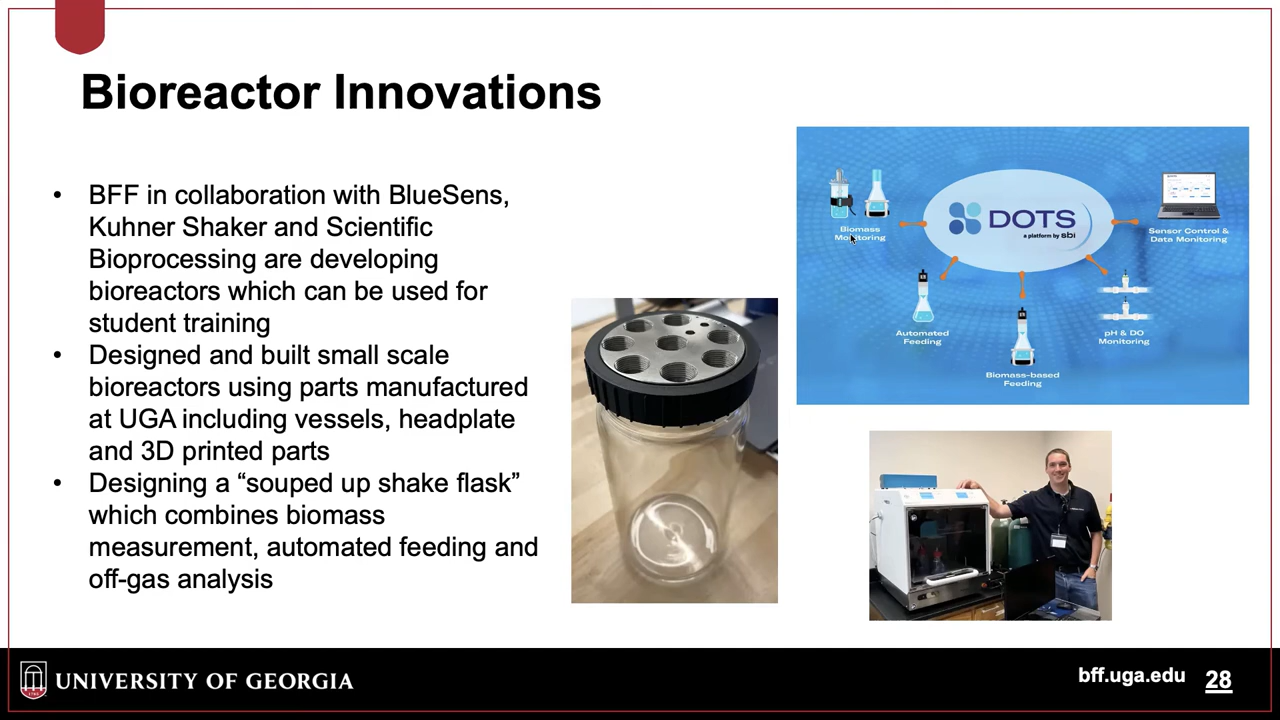 Bioreactor Innovations
• BFF in collaboration with BlueSens,
Kuhner Shaker and Scientific
Bioprocessing are developing
bioreactors which can be used for
student training
• Designed and built small scale
bioreactors using parts manufactured
at UGA including vessels, headplate
and 3D printed parts
• Designing a “souped up shake flask”
which combines biomass
measurement, automated feeding and
off-gas analysis
DOTS
a platform by sbi
Biomass
Monitoring
Sensor Control &
Data Monitoring
Automated
Feeding
pH & DO
Monitoring
Biomass-based
Feeding
UNIVERSITY OF GEORGIA
bff.uga.edu
28